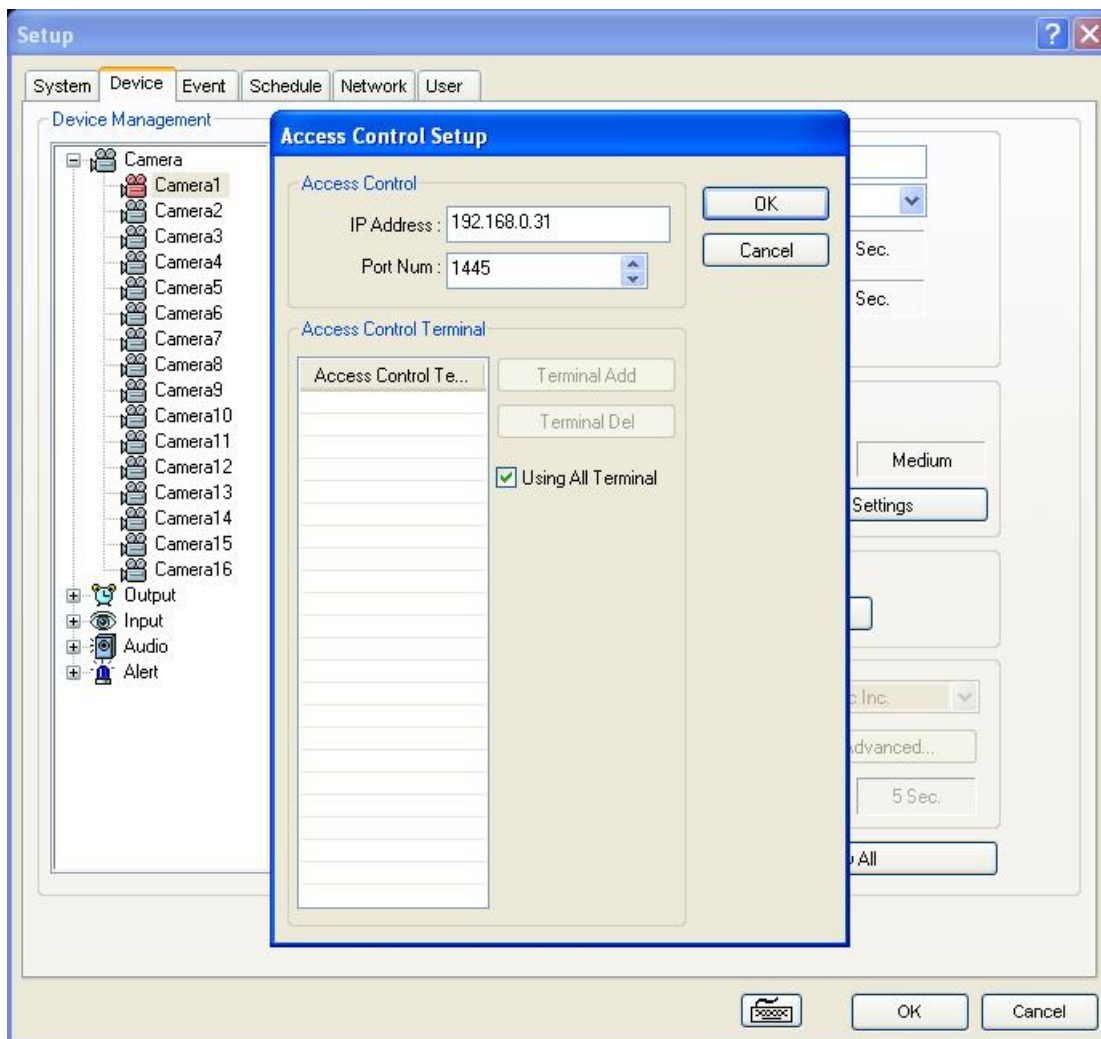 Setup
System Device Event Schedule Network User
Device Management
Camera
Camera1
Camera2
Camera3
Camera4
Camera5
Camera6
Camera7
Camera8
Camera9
Camera10
Camera11
Camera12
Camera13
Camera14
Camera15
Camera16
Output
Input
Audio
Alert
Access Control Setup
Access Control
IP Address : 192.168.0.31
Port Num : 1445
OK
Cancel
Access Control Terminal
Access Control Te...
Terminal Add
Terminal Del
Using All Terminal
Sec.
Sec.
Medium
Settings
Inc.
5 Sec.
All
OK Cancel